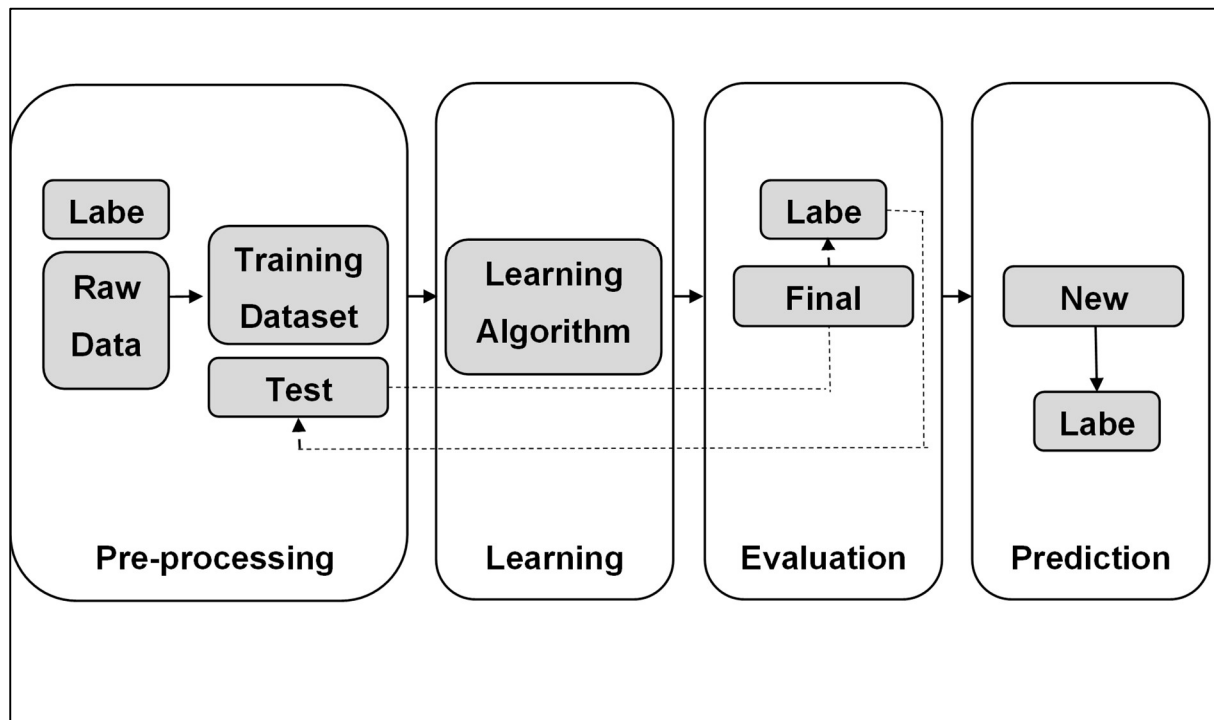 Labe
Raw
Data
Training
Dataset
Test
Pre-processing
Learning
Algorithm
Learning
Labe
Final
Evaluation
New
Labe
Prediction